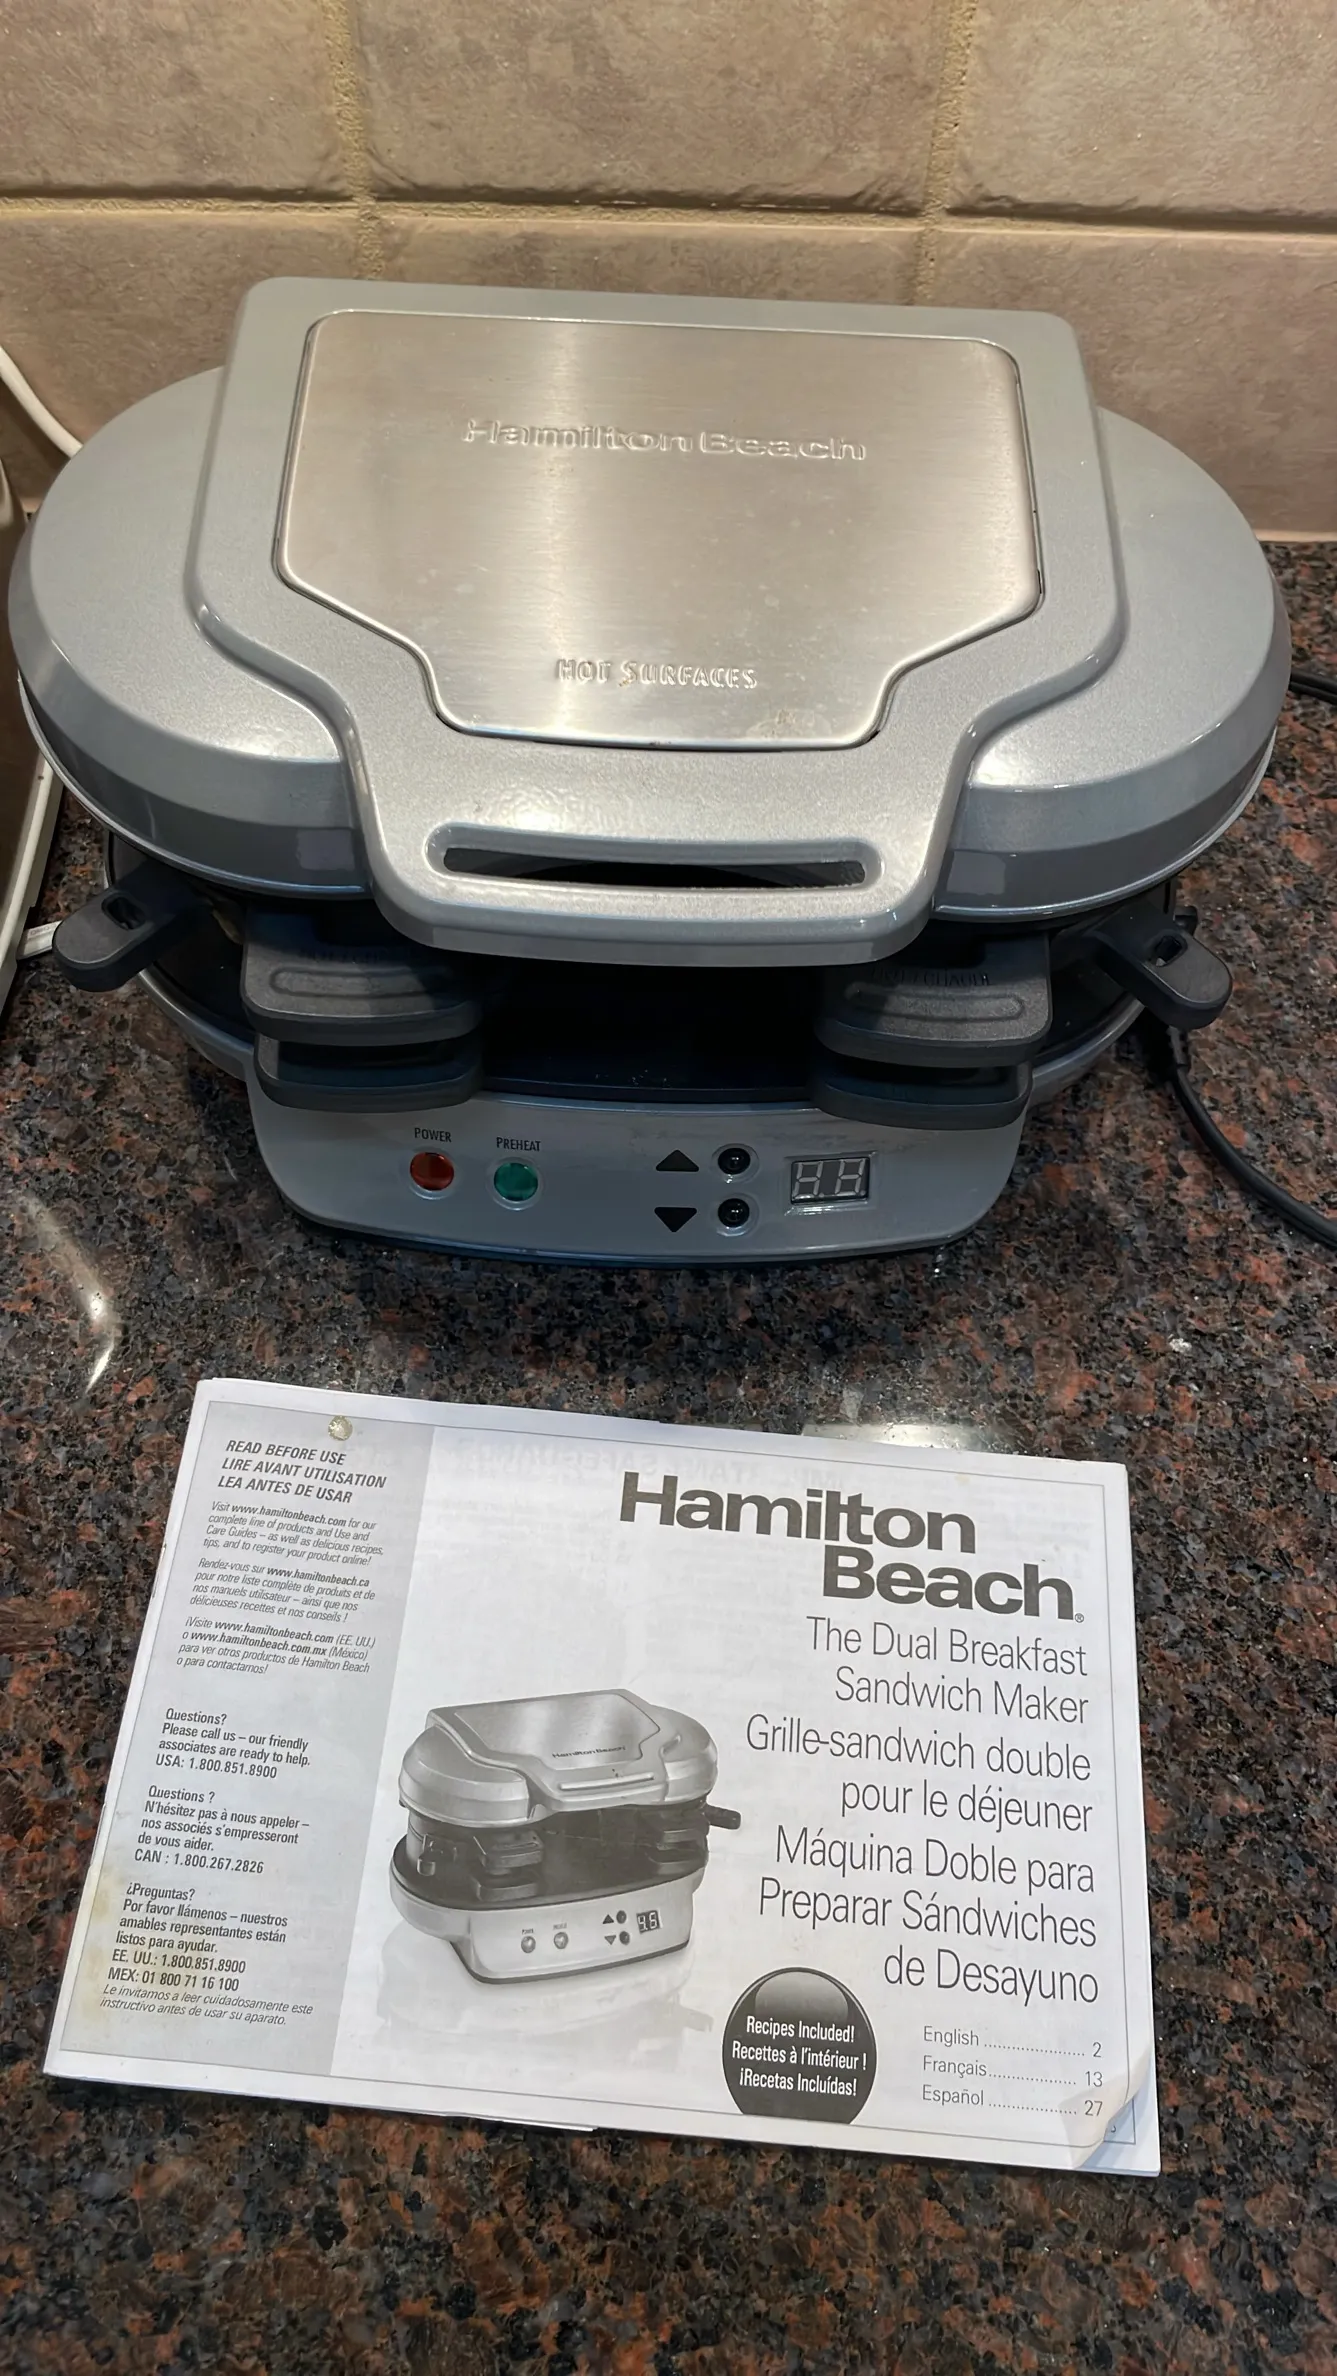 Hamilton Beach
HOT SURFACES
POWER
PREHEAT
8.8
READ BEFORE USE
LIRE AVANT UTILISATION
LEA ANTES DE USAR
Visit www.hamiltonbeach.com for our
complete line of products and Use and
Care Guides – as well as delicious recipes,
tips, and to register your product online!
Rendez-vous sur www.hamiltonbeach.ca
pour notre liste complète de produits et de
nos manuels utilisateur – ainsi que nos
délicieuses recettes et nos conseils !
¡Visite www.hamiltonbeach.com (EE. UU.)
o www.hamiltonbeach.com.mx (México)
para ver otros productos de Hamilton Beach
o para contactarnos!
Questions?
Please call us – our friendly
associates are ready to help.
USA: 1.800.851.8900
Questions ?
N'hésitez pas à nous appeler –
nos associés s'empresseront
de vous aider.
CAN : 1.800.267.2826
¿Preguntas?
Por favor llámenos – nuestros
amables representantes están
listos para ayudar.
EE. UU.: 1.800.851.8900
MEX: 01 800 71 16 100
Le invitamos a leer cuidadosamente este
instructivo antes de usar su aparato.
Hamilton
Beach®
The Dual Breakfast
Sandwich Maker
Grille-sandwich double
pour le déjeuner
Máquina Doble para
Preparar Sándwiches
de Desayuno
Hamilton Beach
Recipes Included!
Recettes à l'intérieur !
¡Recetas Incluidas!
English ....................... 2
Français.................... 13
Español .................... 27